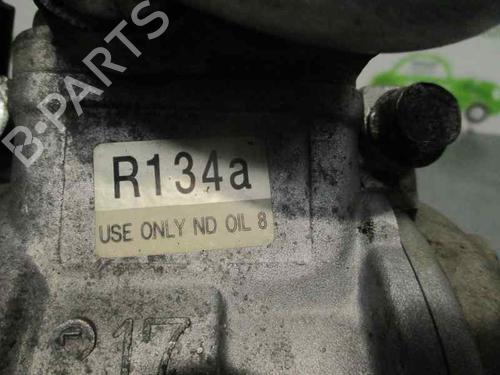 B-PARTS
R134a
USE ONLY ND OIL 8
17